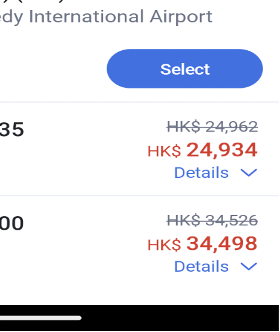 edy International Airport
Select
35
HK$ 24,962
HK$ 24,934
Details
00
HK$ 34,526
HK$ 34,498
Details